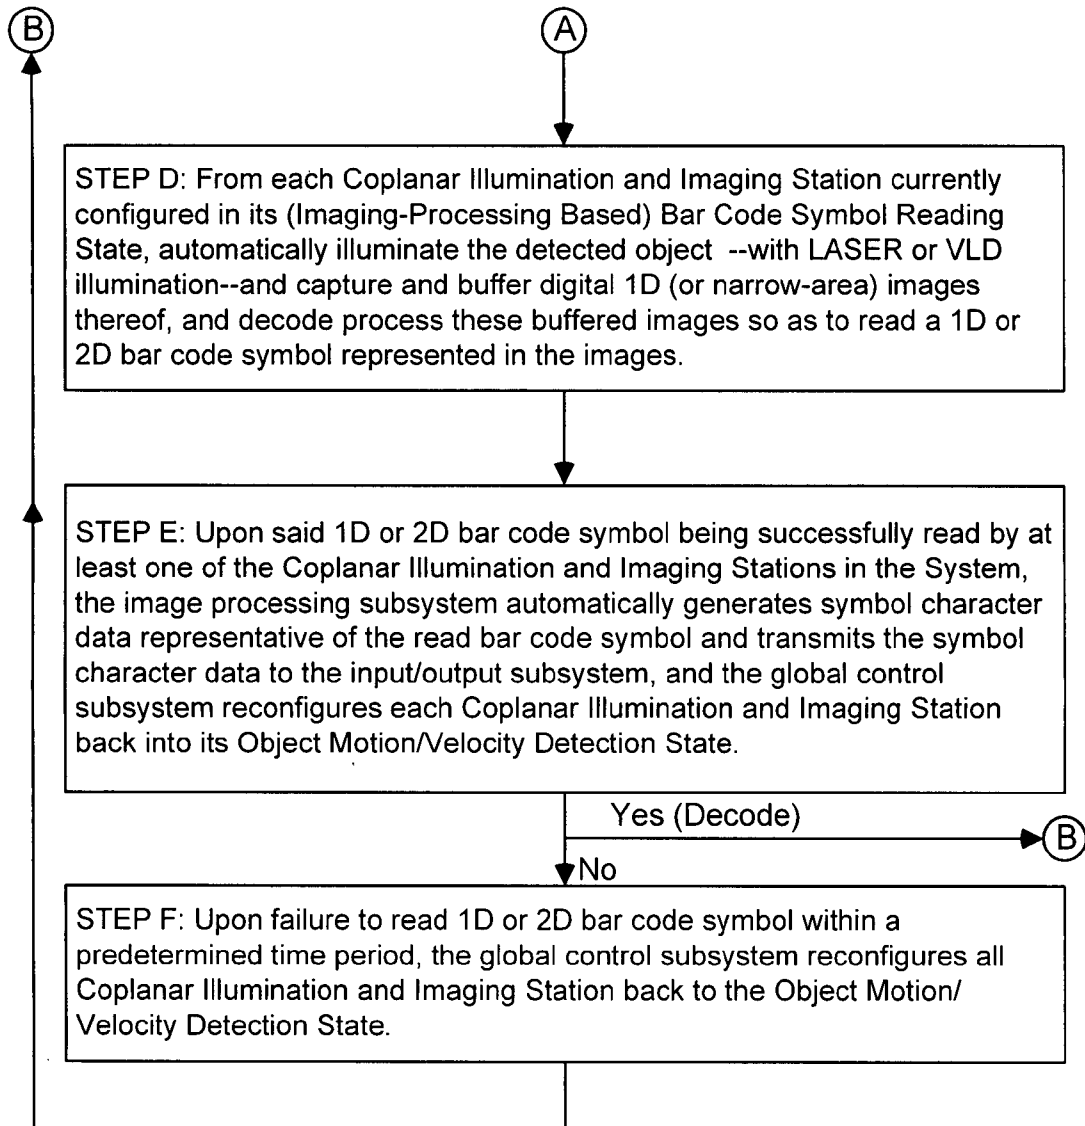 B
A
STEP D: From each Coplanar Illumination and Imaging Station currently
configured in its (Imaging-Processing Based) Bar Code Symbol Reading
State, automatically illuminate the detected object --with LASER or VLD
illumination--and capture and buffer digital 1D (or narrow-area) images
thereof, and decode process these buffered images so as to read a 1D or
2D bar code symbol represented in the images.
STEP E: Upon said 1D or 2D bar code symbol being successfully read by at
least one of the Coplanar Illumination and Imaging Stations in the System,
the image processing subsystem automatically generates symbol character
data representative of the read bar code symbol and transmits the symbol
character data to the input/output subsystem, and the global control
subsystem reconfigures each Coplanar Illumination and Imaging Station
back into its Object Motion/Velocity Detection State.
Yes (Decode)
B
No
STEP F: Upon failure to read 1D or 2D bar code symbol within a
predetermined time period, the global control subsystem reconfigures all
Coplanar Illumination and Imaging Station back to the Object Motion/
Velocity Detection State.